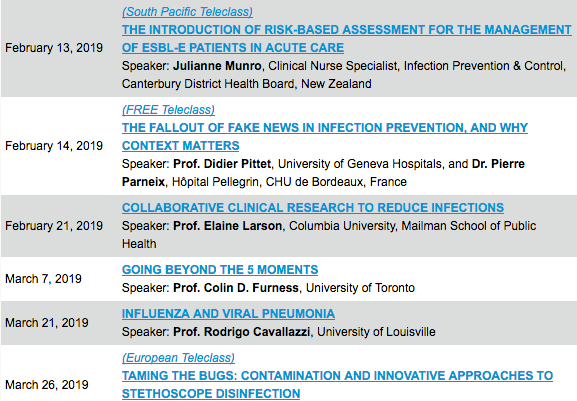 February 13, 2019
(South Pacific Teleclass)
THE INTRODUCTION OF RISK-BASED ASSESSMENT FOR THE MANAGEMENT
OF ESBL-E PATIENTS IN ACUTE CARE
Speaker: Julianne Munro, Clinical Nurse Specialist, Infection Prevention & Control,
Canterbury District Health Board, New Zealand
February 14, 2019
(FREE Teleclass)
THE FALLOUT OF FAKE NEWS IN INFECTION PREVENTION, AND WHY
CONTEXT MATTERS
Speaker: Prof. Didier Pittet, University of Geneva Hospitals, and Dr. Pierre
Parneix, Hôpital Pellegrin, CHU de Bordeaux, France
February 21, 2019
COLLABORATIVE CLINICAL RESEARCH TO REDUCE INFECTIONS
Speaker: Prof. Elaine Larson, Columbia University, Mailman School of Public
Health
March 7, 2019
GOING BEYOND THE 5 MOMENTS
Speaker: Prof. Colin D. Furness, University of Toronto
March 21, 2019
INFLUENZA AND VIRAL PNEUMONIA
Speaker: Prof. Rodrigo Cavallazzi, University of Louisville
March 26, 2019
(European Teleclass)
TAMING THE BUGS: CONTAMINATION AND INNOVATIVE APPROACHES TO
STETHOSCOPE DISINFECTION